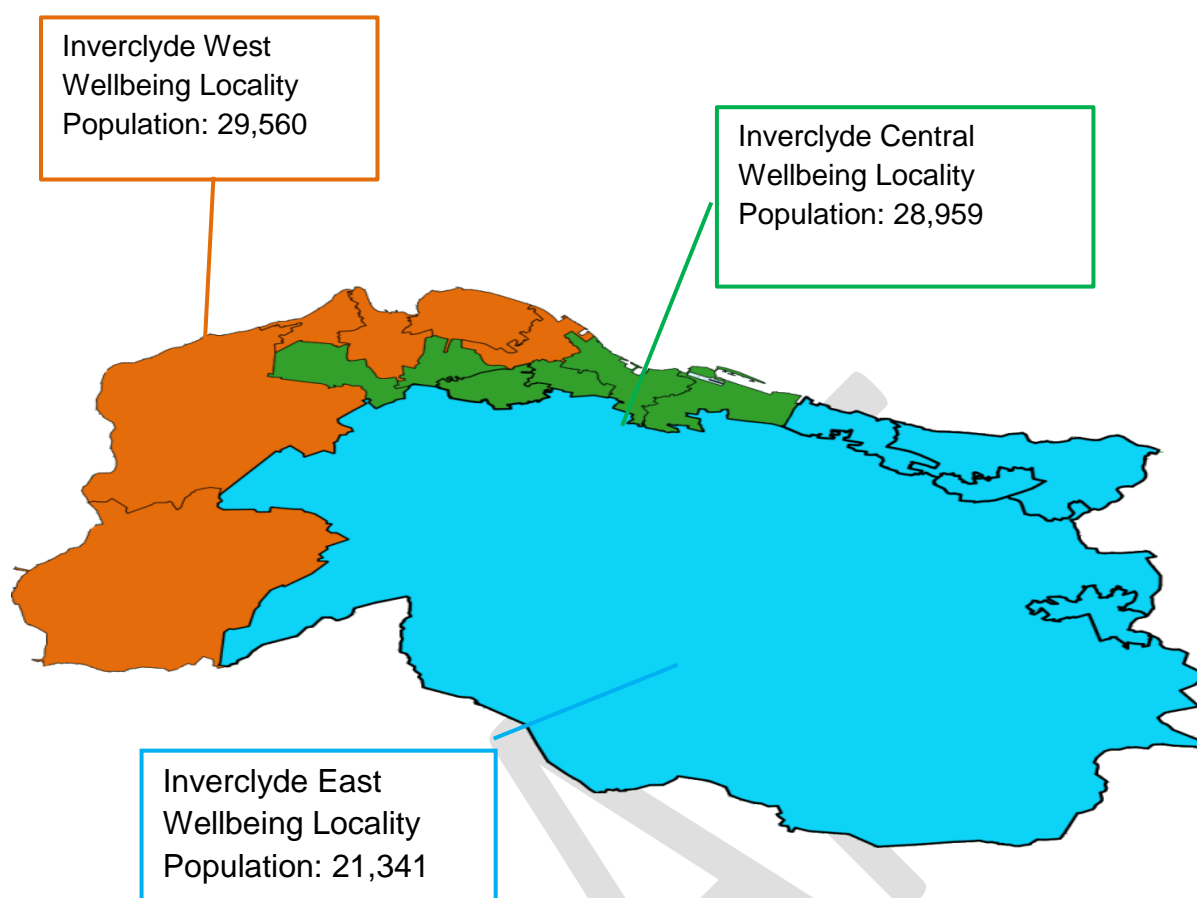 Inverclyde West
Wellbeing Locality
Population: 29,560
Inverclyde Central
Wellbeing Locality
Population: 28,959
Inverclyde East
Wellbeing Locality
Population: 21,341